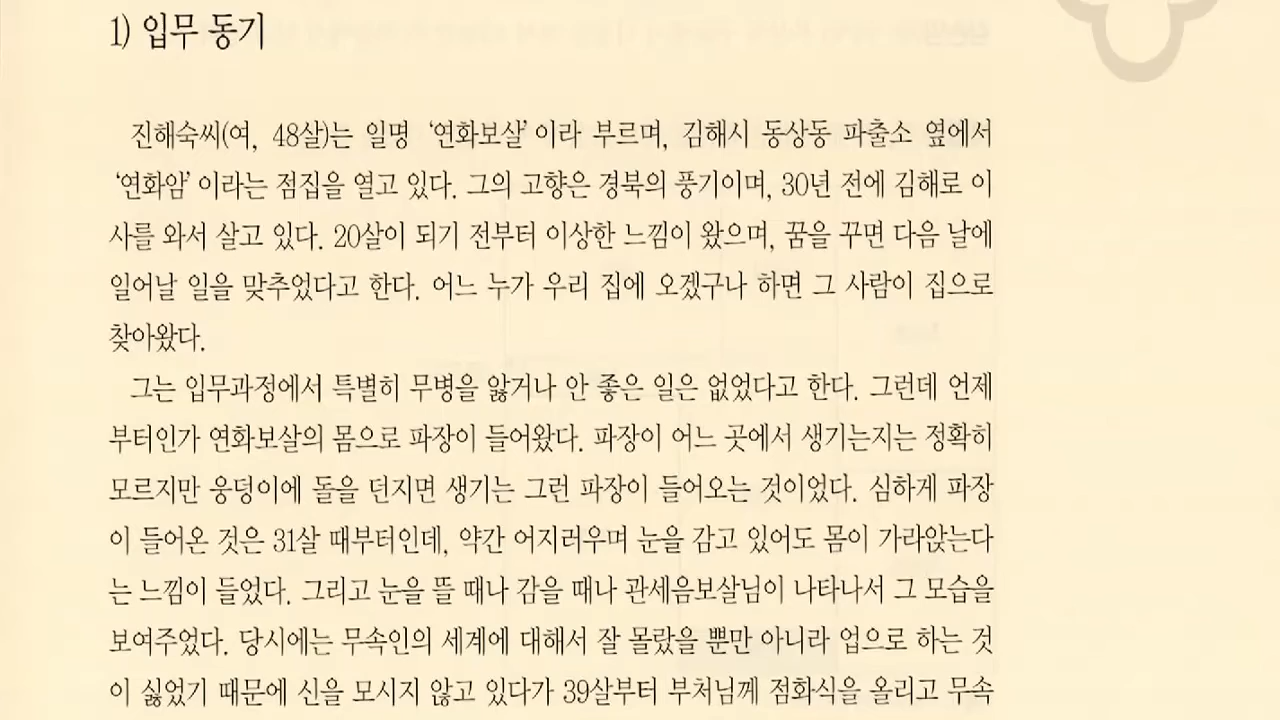 1) 입무 동기
진해숙씨(여, 48살)는 일명 '연화보살'이라 부르며, 김해시 동상동 파출소 옆에서
'연화암'이라는 점집을 열고 있다. 그의 고향은 경북의 풍기이며, 30년 전에 김해로 이
사를 와서 살고 있다. 20살이 되기 전부터 이상한 느낌이 왔으며, 꿈을 꾸면 다음 날에
일어날 일을 맞추었다고 한다. 어느 누가 우리 집에 오겠구나 하면 그 사람이 집으로
찾아왔다.
그는 입무과정에서 특별히 무병을 앓거나 안 좋은 일은 없었다고 한다. 그런데 언제
부터인가 연화보살의 몸으로 파장이 들어왔다. 파장이 어느 곳에서 생기는지는 정확히
모르지만 웅덩이에 돌을 던지면 생기는 그런 파장이 들어오는 것이었다. 심하게 파장
이 들어온 것은 31살 때부터인데, 약간 어지러우며 눈을 감고 있어도 몸이 가라앉는다
는 느낌이 들었다. 그리고 눈을 뜰 때나 감을 때나 관세음보살님이 나타나서 그 모습을
보여주었다. 당시에는 무속인의 세계에 대해서 잘 몰랐을 뿐만 아니라 업으로 하는 것
이 싫었기 때문에 신을 모시지 않고 있다가 39살부터 부처님께 점화식을 올리고 무속